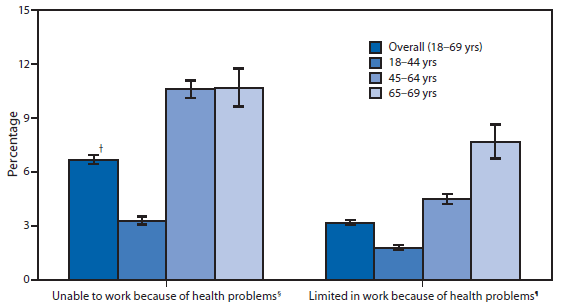 15
12
9
6
3
0
Percentage
†
Overall (18–69 yrs)
18–44 yrs
45–64 yrs
65–69 yrs
Unable to work because of health problems§
Limited in work because of health problems¶